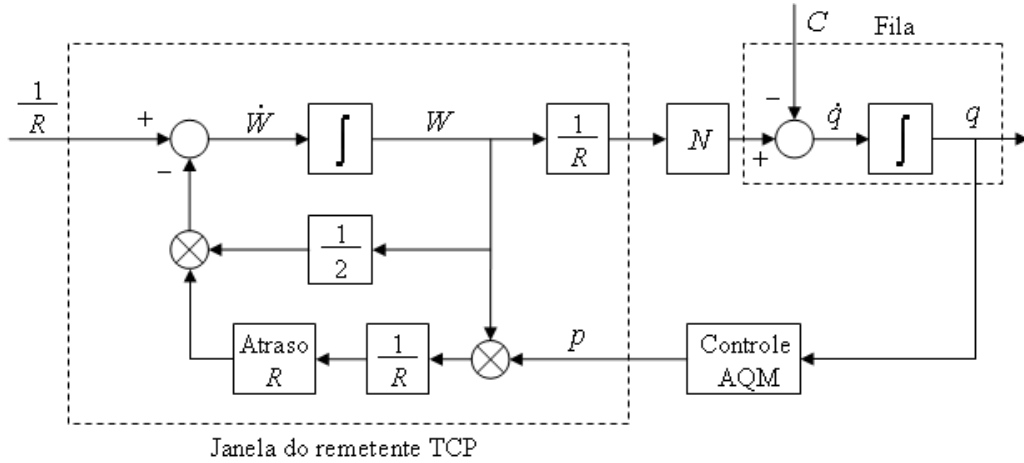 C
Fila
1
R
+
Ẇ
∫
W
1
R
N
−
+
q̇
∫
q
−
1
2
Atraso
R
1
R
p
Controle
AQM
Janela do remetente TCP